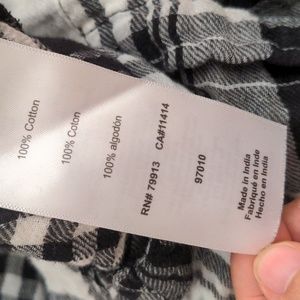 100% Cotton
100% Coton
100% algodón
RN# 79913 CA#11414
97010
Made in India
Fabriqué en Inde
Hecho en India